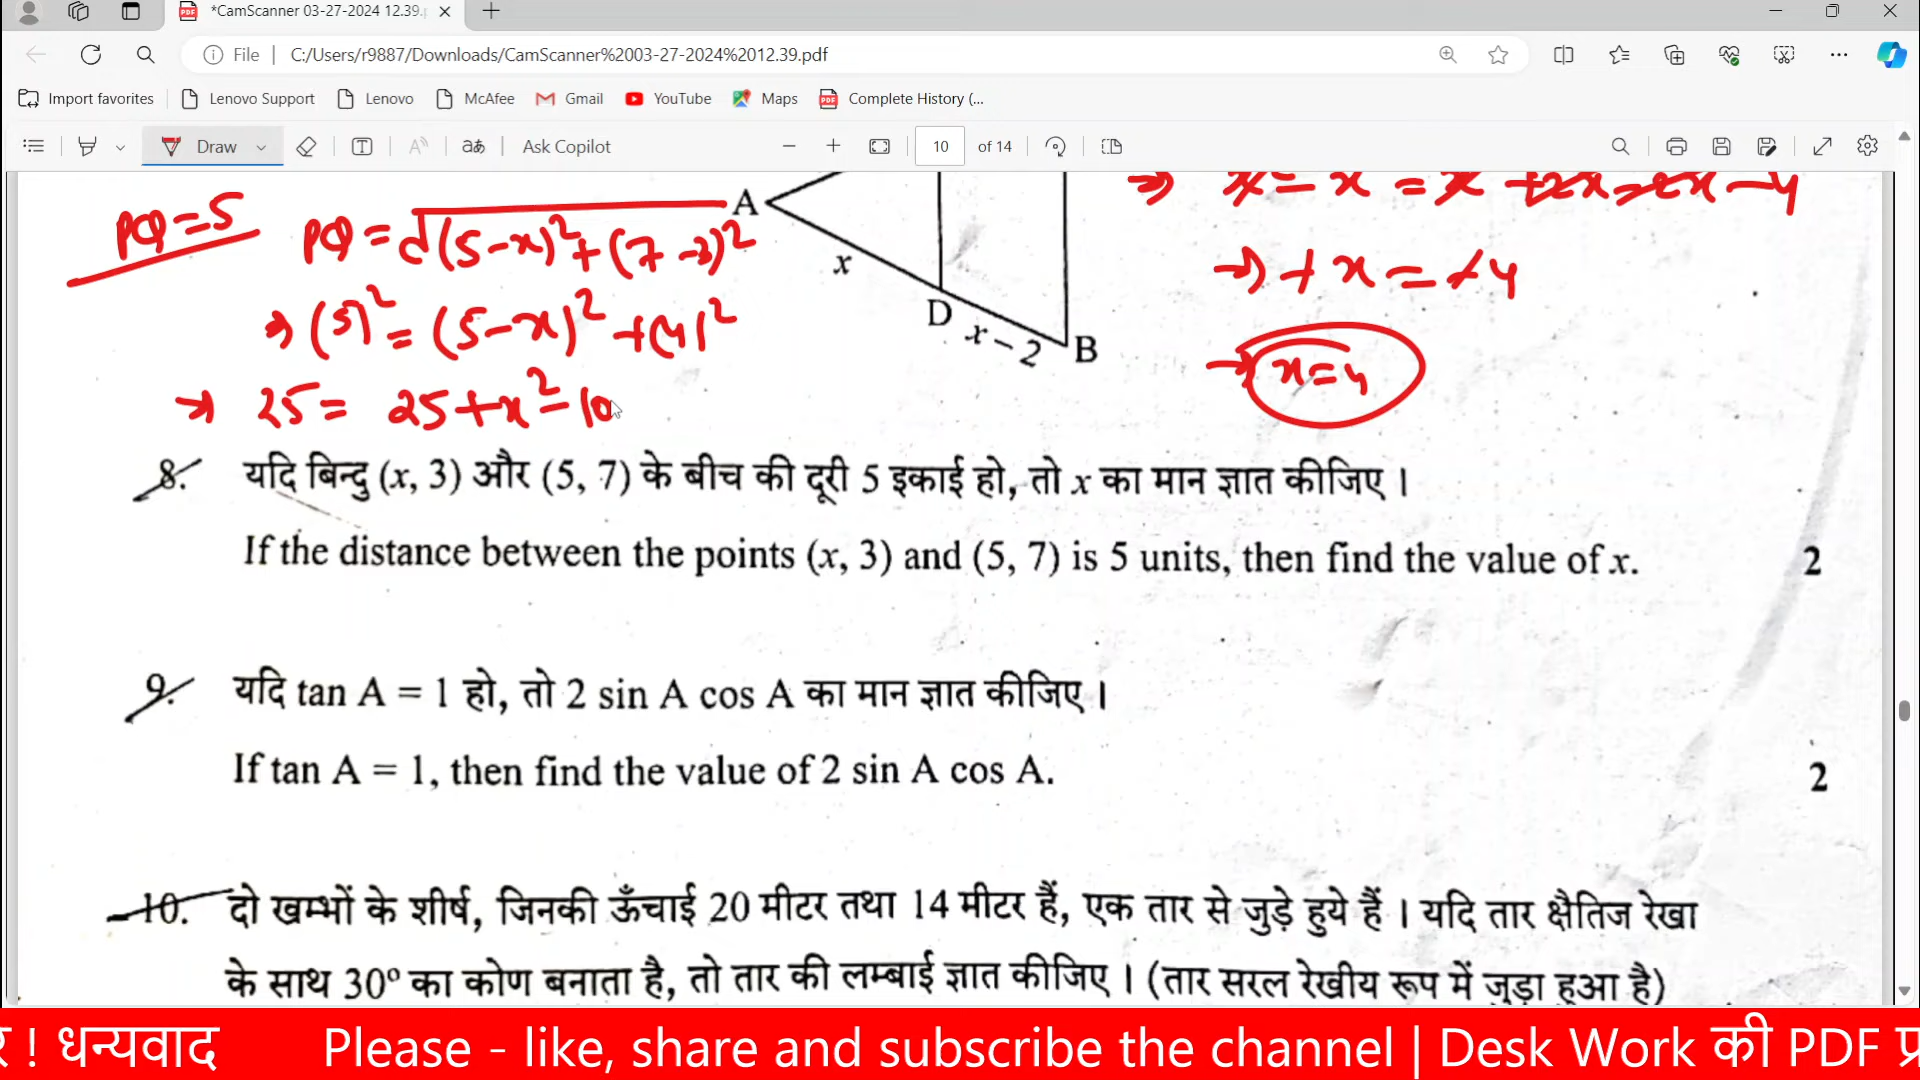 *CamScanner 03-27-2024 12.39.
File
C:/Users/r9887/Downloads/CamScanner%2003-27-2024%2012.39.pdf
Import favorites
Lenovo Support
Lenovo
McAfee
Gmail
YouTube
Maps
Complete History (...
Draw
Ask Copilot
10 of 14
PQ=5
PQ = √(5-x)²+(7-3)²
⇒ (5)² = (5-x)² + (4)²
⇒ 25 = 25+x²-10
A
x
D
x – 2
B
⇒ + x = +4
⇒ x=4
8. यदि बिन्दु (x, 3) और (5, 7) के बीच की दूरी 5 इकाई हो, तो x का मान ज्ञात कीजिए ।
If the distance between the points (x, 3) and (5, 7) is 5 units, then find the value of x. 2
9. यदि tan A = 1 हो, तो 2 sin A cos A का मान ज्ञात कीजिए ।
If tan A = 1, then find the value of 2 sin A cos A. 2
10. दो खम्भों के शीर्ष, जिनकी ऊँचाई 20 मीटर तथा 14 मीटर हैं, एक तार से जुड़े हुये हैं । यदि तार क्षैतिज रेखा
के साथ 30° का कोण बनाता है, तो तार की लम्बाई ज्ञात कीजिए । (तार सरल रेखीय रूप में जुड़ा हुआ है)
! धन्यवाद Please - like, share and subscribe the channel | Desk Work की PDF